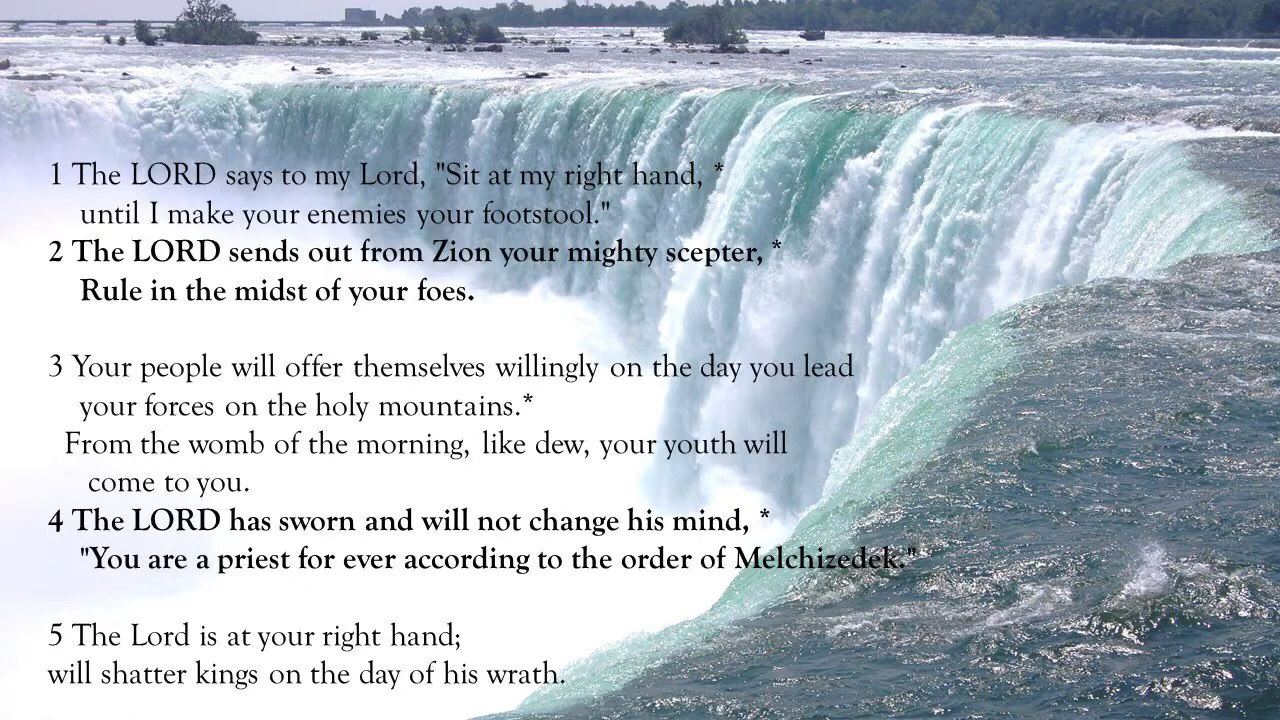 1 The LORD says to my Lord, "Sit at my right hand, *
until I make your enemies your footstool."
2 The LORD sends out from Zion your mighty scepter, *
Rule in the midst of your foes.
3 Your people will offer themselves willingly on the day you lead
your forces on the holy mountains.*
From the womb of the morning, like dew, your youth will
come to you.
4 The LORD has sworn and will not change his mind, *
"You are a priest for ever according to the order of Melchizedek."
5 The Lord is at your right hand;
will shatter kings on the day of his wrath.